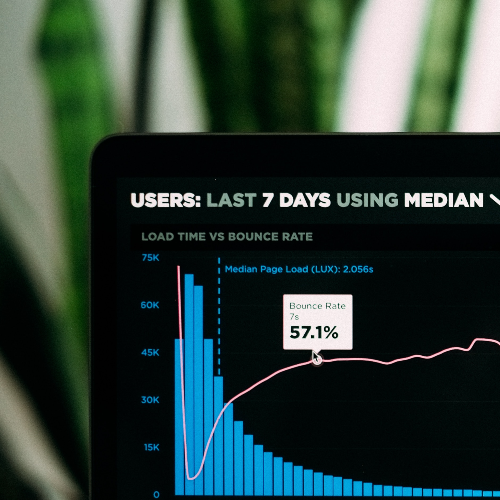 USERS: LAST 7 DAYS USING MEDIAN
LOAD TIME VS BOUNCE RATE
75K
Median Page Load (LUX): 2.056s
60K
Bounce Rate
7s
57.1%
45K
30K
15K
0